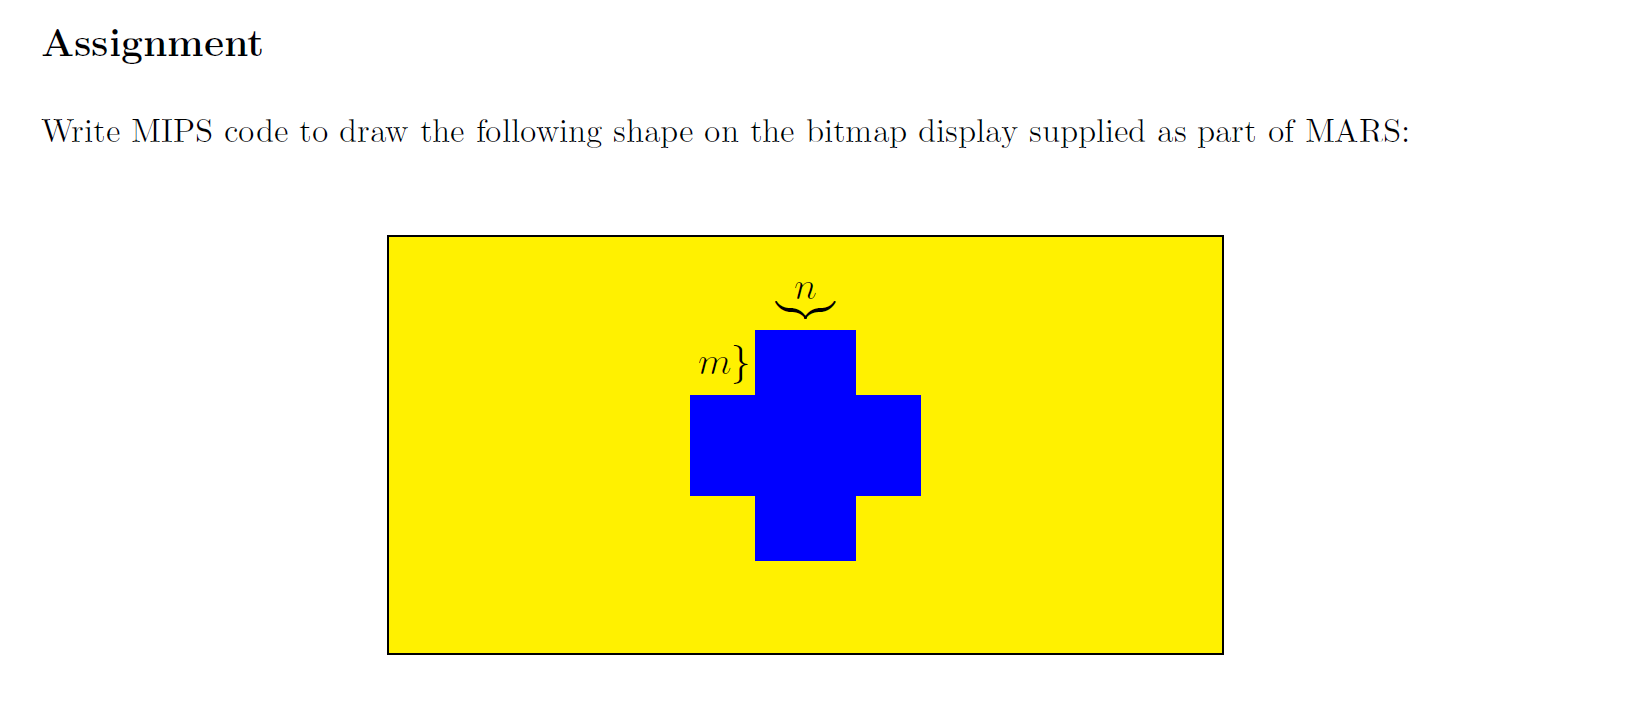 Assignment
Write MIPS code to draw the following shape on the bitmap display supplied as part of MARS:
n
m}